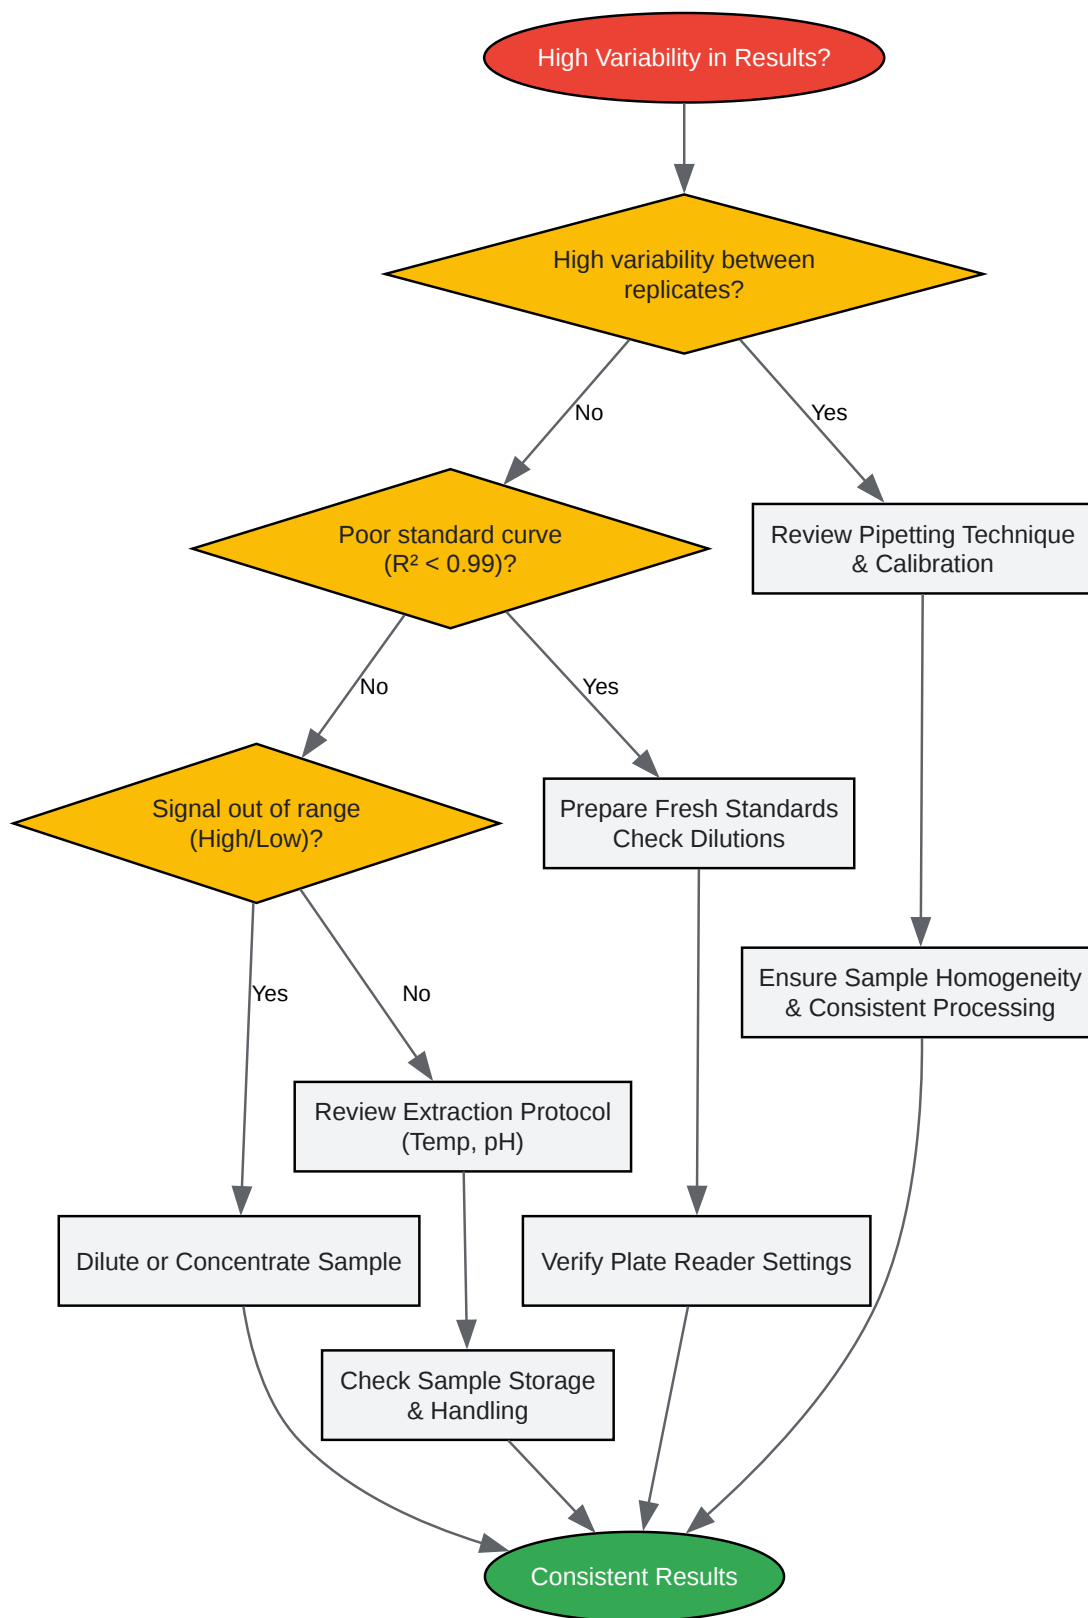 High Variability in Results?
High variability between
replicates?
No
Yes
Poor standard curve
(R² < 0.99)?
Review Pipetting Technique
& Calibration
No
Yes
Signal out of range
(High/Low)?
Prepare Fresh Standards
Check Dilutions
Ensure Sample Homogeneity
& Consistent Processing
Yes
No
Review Extraction Protocol
(Temp, pH)
Dilute or Concentrate Sample
Verify Plate Reader Settings
Check Sample Storage
& Handling
Consistent Results